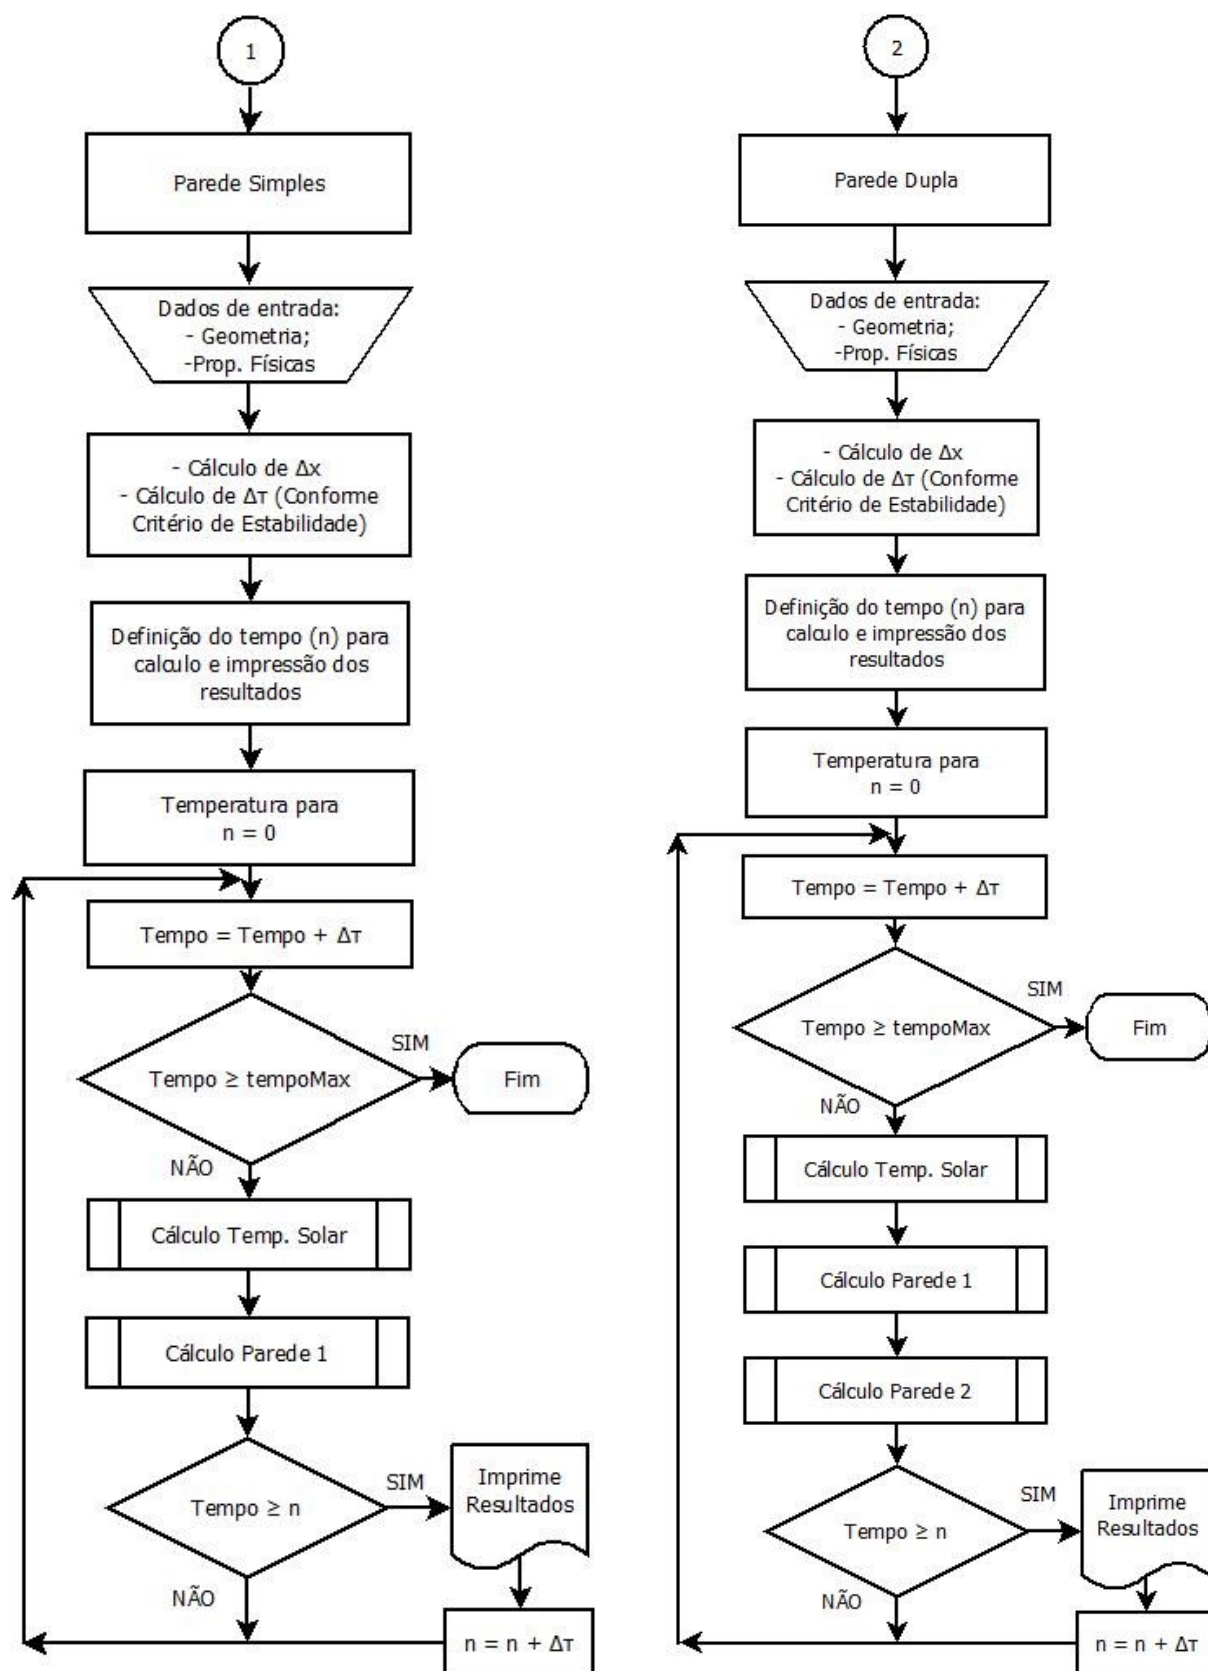 1
Parede Simples
Dados de entrada:
- Geometria;
-Prop. Físicas
- Cálculo de Δx
- Cálculo de Δτ (Conforme
Critério de Estabilidade)
Definição do tempo (n) para
calculo e impressão dos
resultados
Temperatura para
n = 0
Tempo = Tempo + Δτ
Tempo ≥ tempoMax
SIM
Fim
NÃO
Cálculo Temp. Solar
Cálculo Parede 1
Tempo ≥ n
SIM
Imprime
Resultados
NÃO
n = n + Δτ
2
Parede Dupla
Dados de entrada:
- Geometria;
-Prop. Físicas
- Cálculo de Δx
- Cálculo de Δτ (Conforme
Critério de Estabilidade)
Definição do tempo (n) para
calculo e impressão dos
resultados
Temperatura para
n = 0
Tempo = Tempo + Δτ
Tempo ≥ tempoMax
SIM
Fim
NÃO
Cálculo Temp. Solar
Cálculo Parede 1
Cálculo Parede 2
Tempo ≥ n
SIM
Imprime
Resultados
NÃO
n = n + Δτ